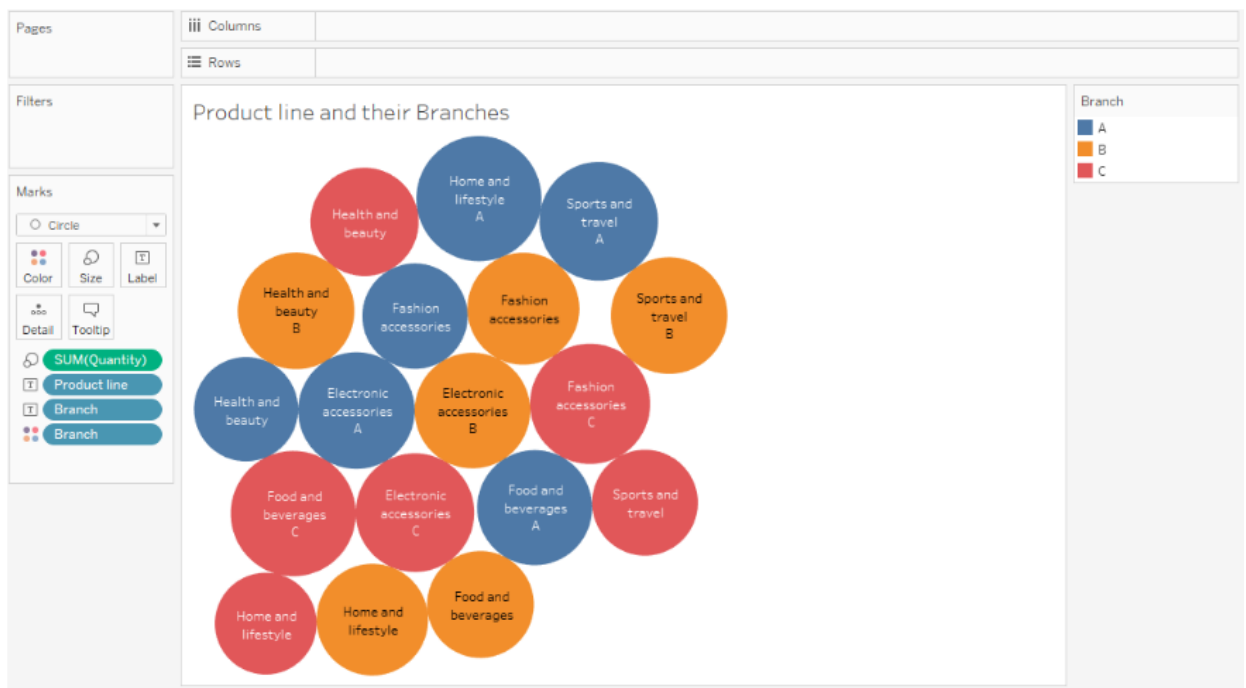 Pages
Columns
Rows
Filters
Marks
Circle
Color
Size
Label
Detail
Tooltip
SUM(Quantity)
Product line
Branch
Branch
Product line and their Branches
Home and
lifestyle
A
Sports and
travel
A
Health and
beauty
Health and
beauty
B
Fashion
accessories
Fashion
accessories
Sports and
travel
B
Health and
beauty
Electronic
accessories
A
Electronic
accessories
B
Fashion
accessories
C
Food and
beverages
C
Electronic
accessories
C
Food and
beverages
A
Sports and
travel
Home and
lifestyle
Home and
lifestyle
Food and
beverages
Branch
A
B
C